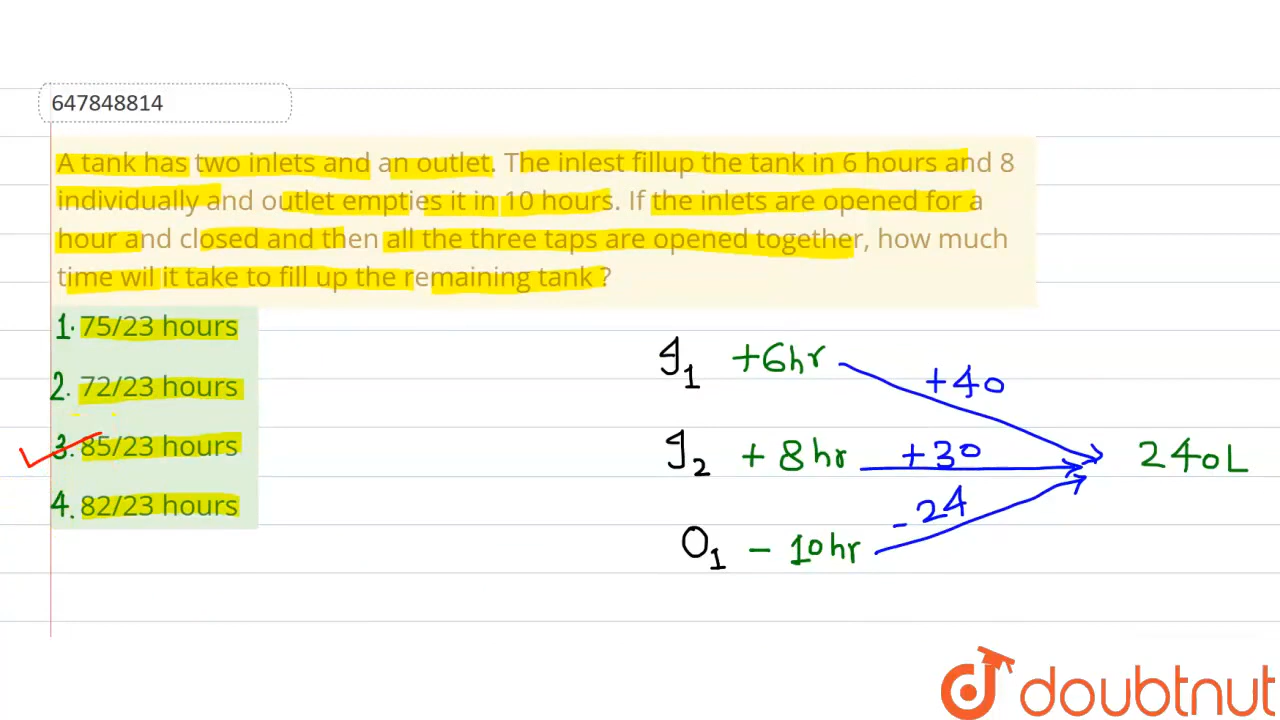 647848814
A tank has two inlets and an outlet. The inlest fillup the tank in 6 hours and 8
individually and outlet empties it in 10 hours. If the inlets are opened for a
hour and closed and then all the three taps are opened together, how much
time wil it take to fill up the remaining tank ?
1. 75/23 hours
2. 72/23 hours
3. 85/23 hours
4. 82/23 hours
I1 +6hr +40
I2 + 8hr +30 240L
O1 - 10hr -24
doubtnut